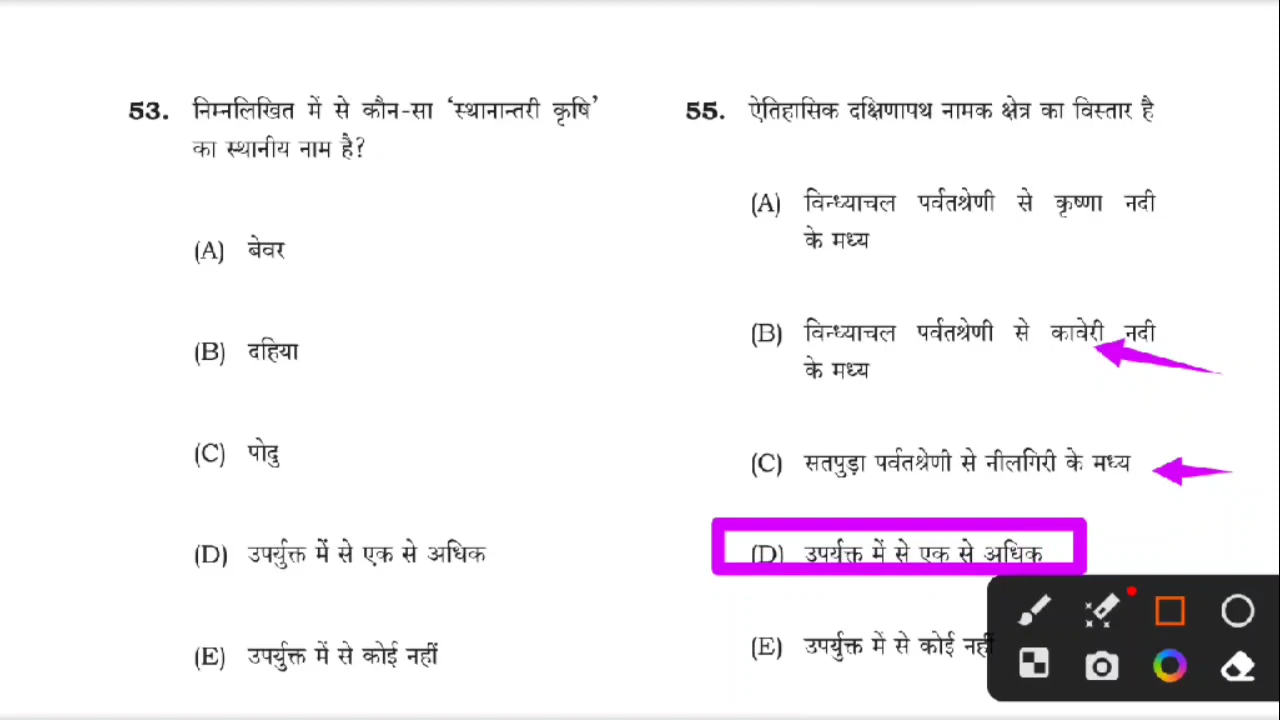 53. निम्नलिखित में से कौन-सा ‘स्थानान्तरी कृषि’
का स्थानीय नाम है?
(A) बेवर
(B) दहिया
(C) पोदु
(D) उपर्युक्त में से एक से अधिक
(E) उपर्युक्त में से कोई नहीं
55. ऐतिहासिक दक्षिणापथ नामक क्षेत्र का विस्तार है
(A) विन्ध्याचल पर्वतश्रेणी से कृष्णा नदी
के मध्य
(B) विन्ध्याचल पर्वतश्रेणी से कावेरी नदी
के मध्य
(C) सतपुड़ा पर्वतश्रेणी से नीलगिरी के मध्य
(D) उपर्युक्त में से एक से अधिक
(E) उपर्युक्त में से कोई नहीं